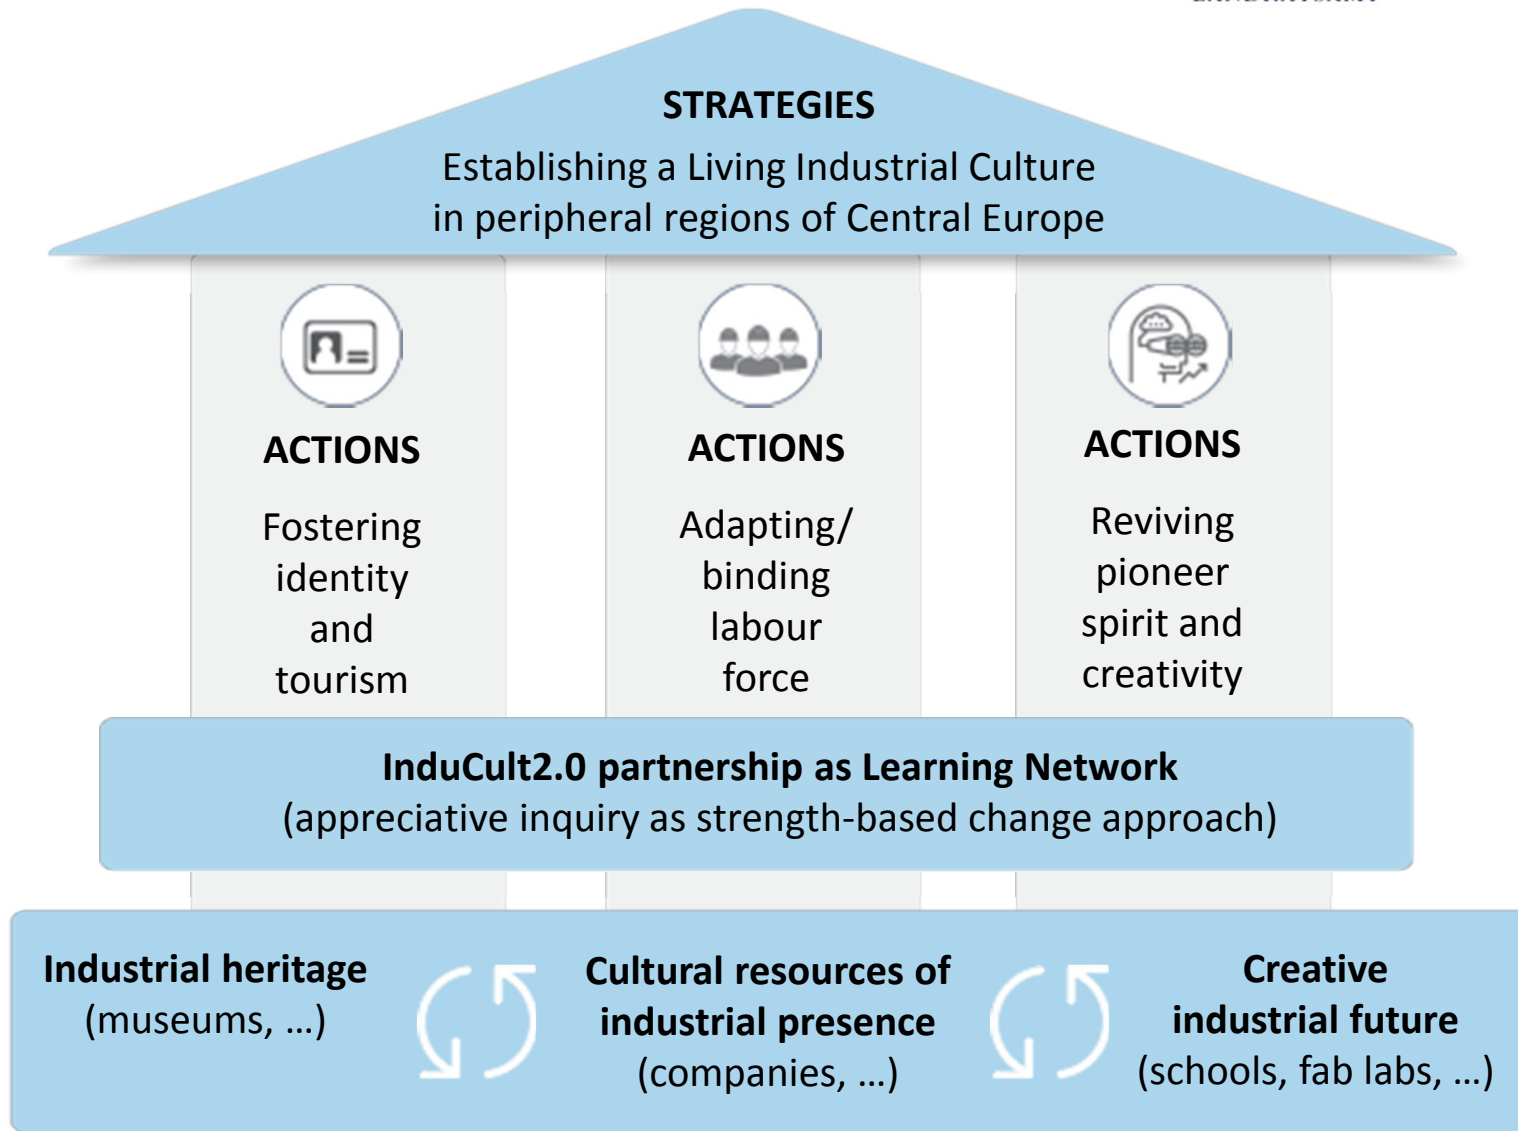 STRATEGIES
Establishing a Living Industrial Culture
in peripheral regions of Central Europe
ACTIONS
Fostering
identity
and
tourism
ACTIONS
Adapting/
binding
labour
force
ACTIONS
Reviving
pioneer
spirit and
creativity
InduCult2.0 partnership as Learning Network
(appreciative inquiry as strength-based change approach)
Industrial heritage
(museums, …)
Cultural resources of
industrial presence
(companies, …)
Creative
industrial future
(schools, fab labs, …)